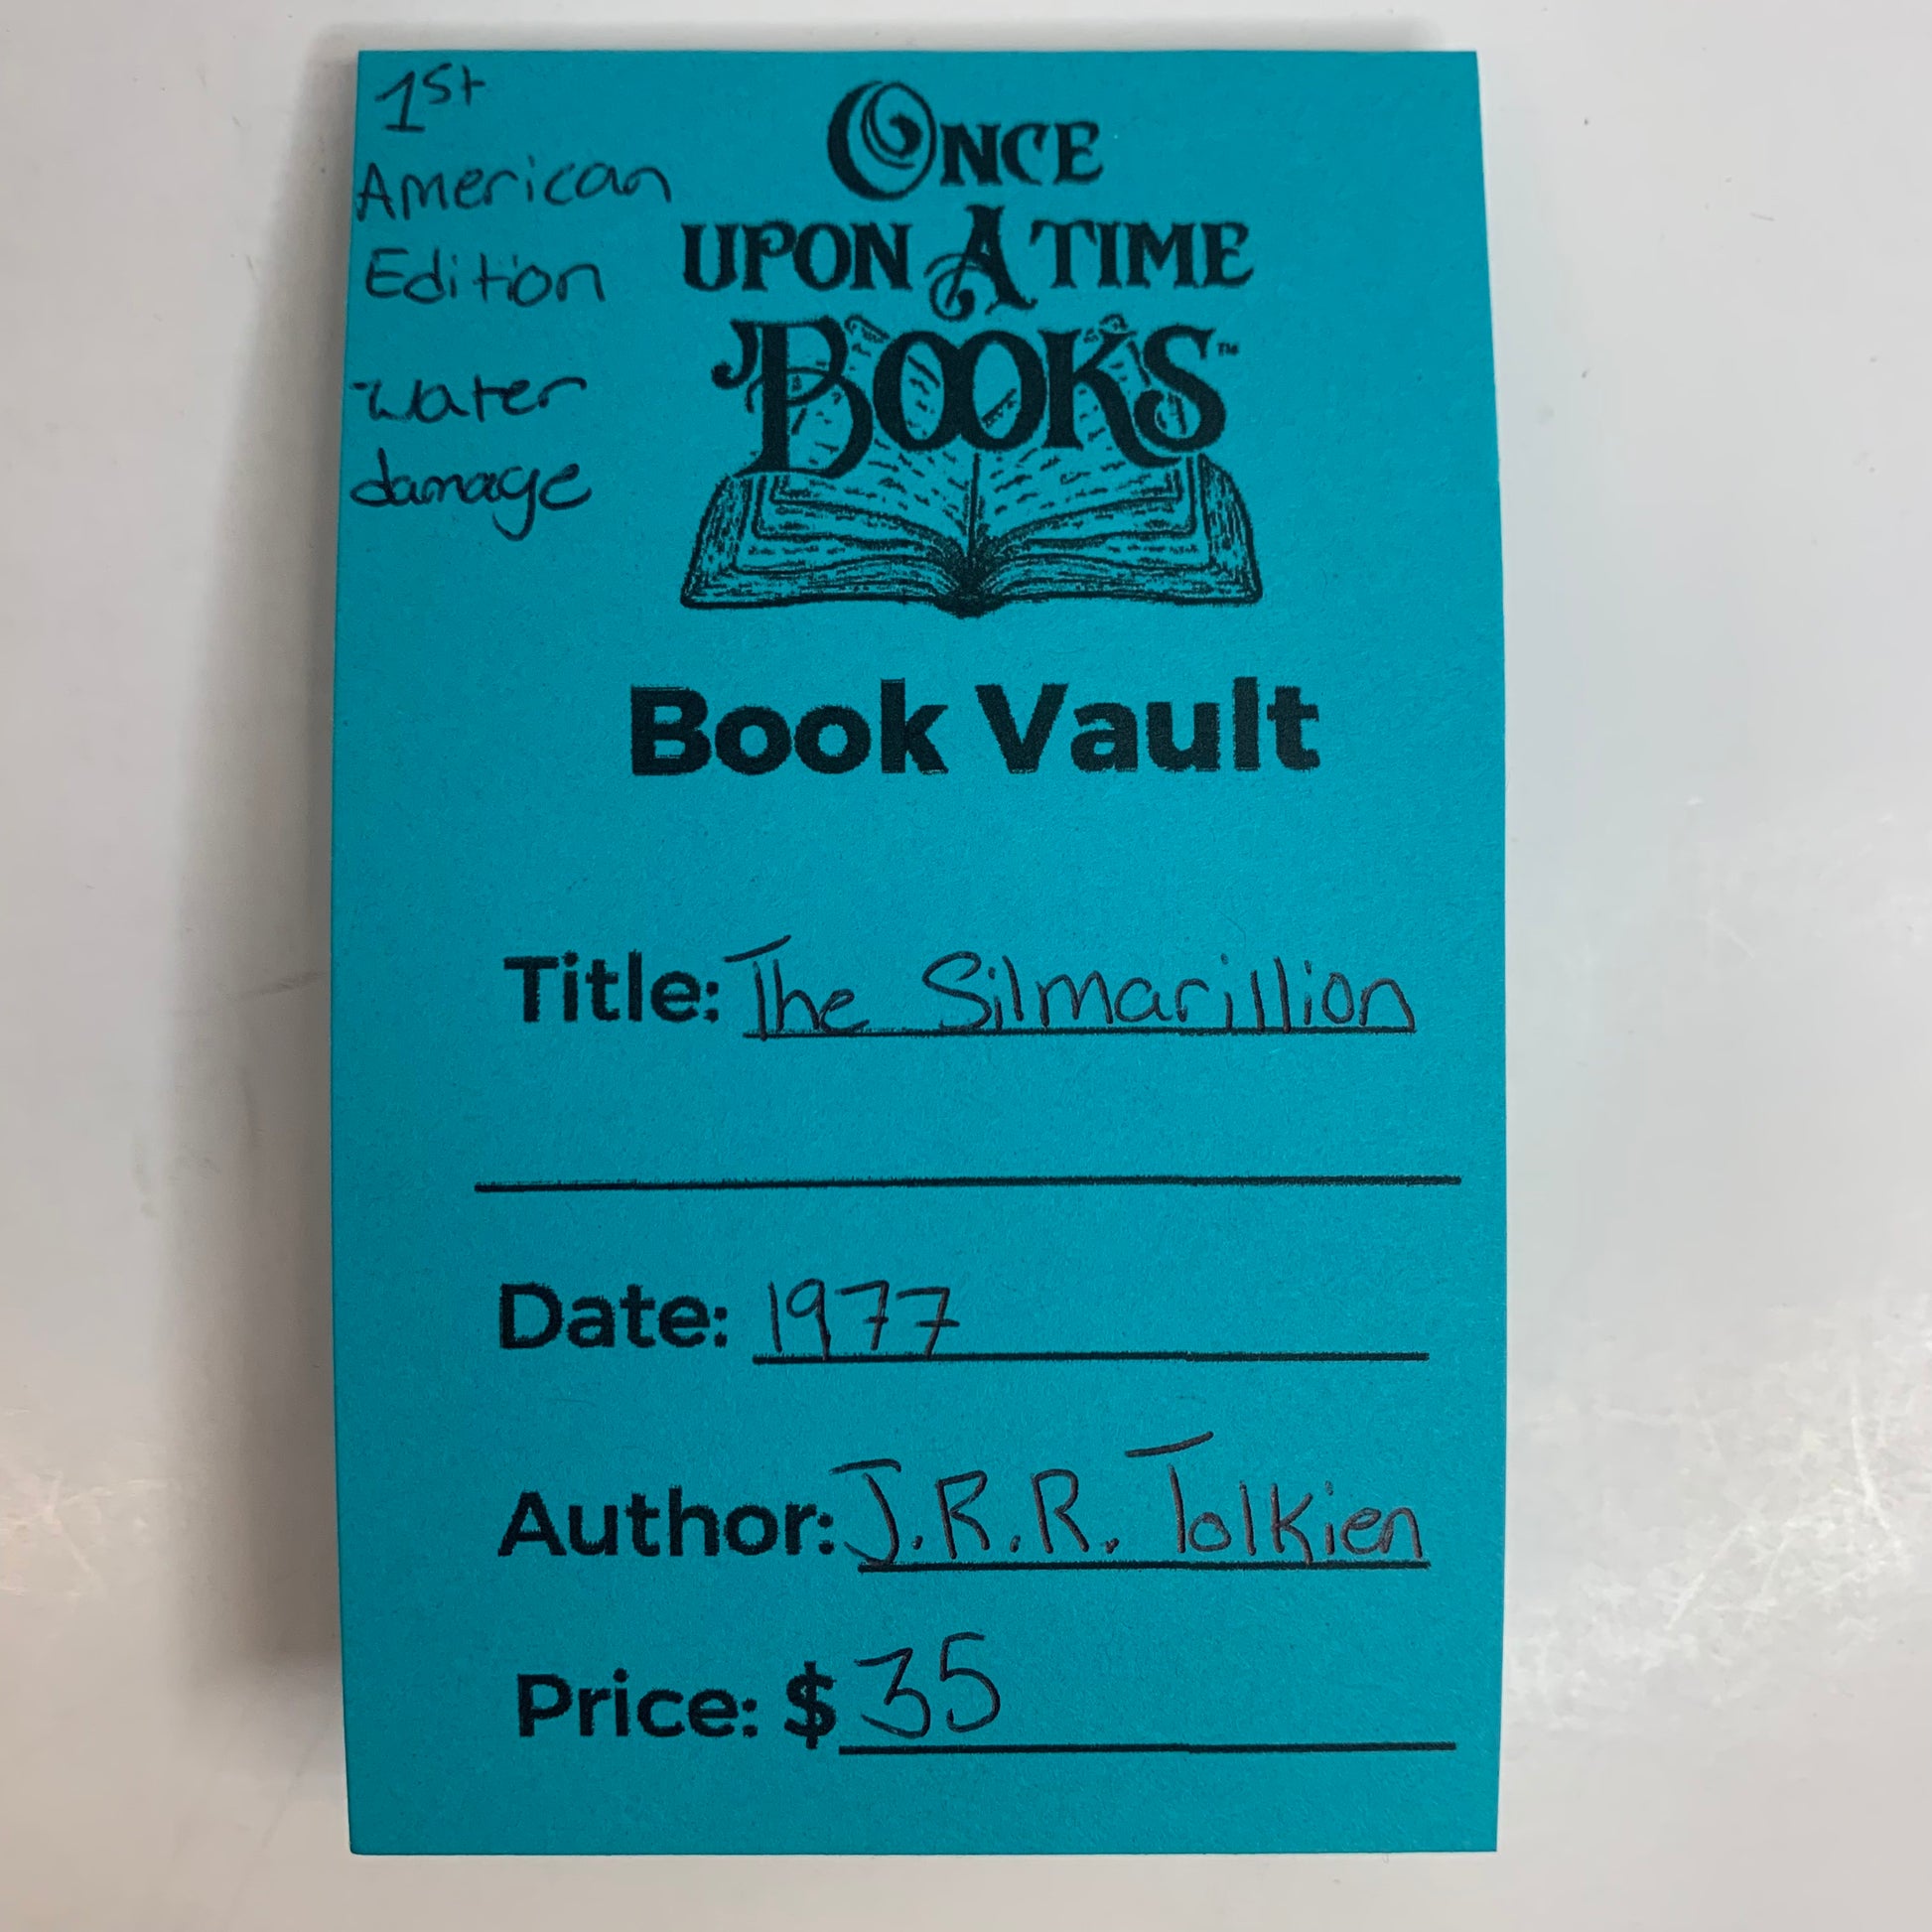 1st
American
Edition
water
damage
ONCE
UPON A TIME
BOOKS™
Book Vault
Title: The Silmarillion
Date: 1977
Author: J.R.R. Tolkien
Price: $ 35